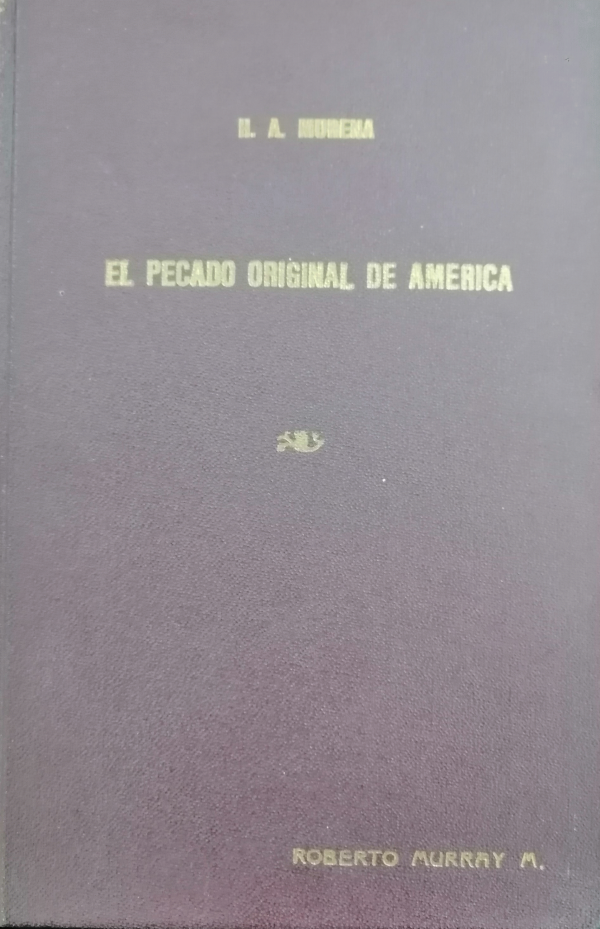 H. A. MURENA
EL PECADO ORIGINAL DE AMERICA
ROBERTO MURRAY M.